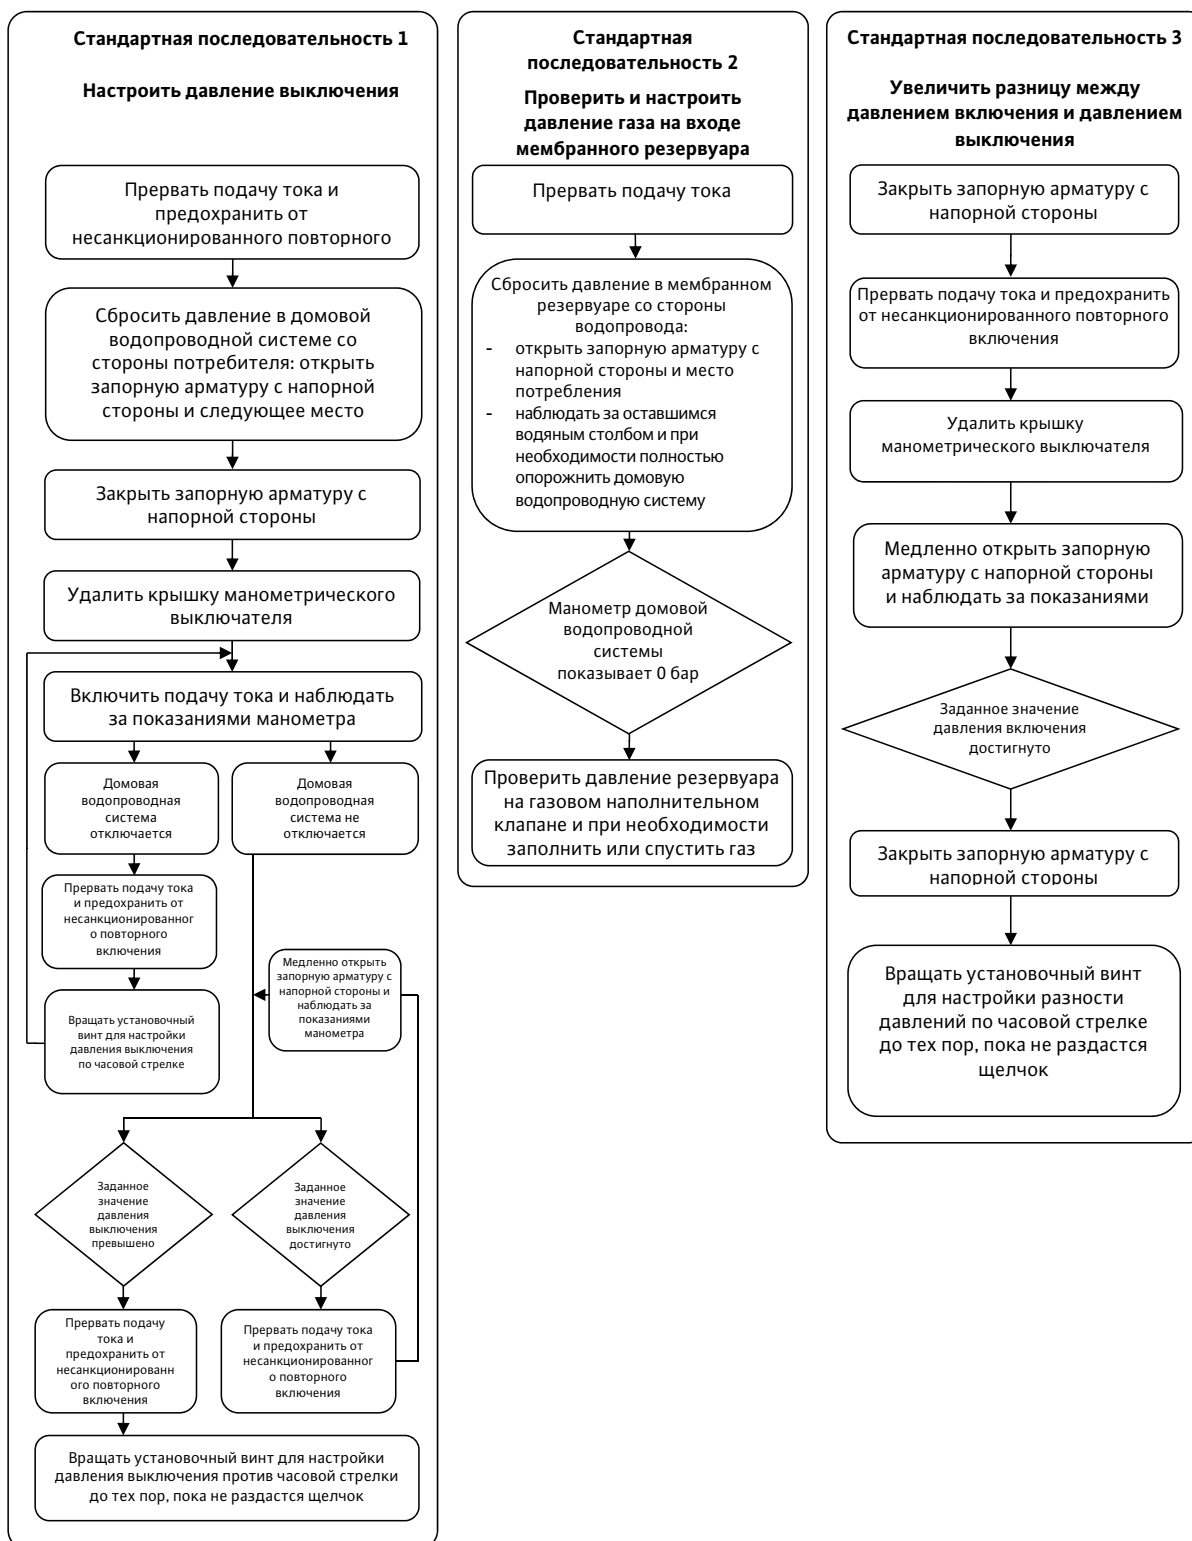 Стандартная последовательность 1
Настроить давление выключения
Прервать подачу тока и
предохранить от
несанкционированного повторного
Сбросить давление в домовой
водопроводной системе со
стороны потребителя: открыть
запорную арматуру с напорной
стороны и следующее место
Закрыть запорную арматуру с
напорной стороны
Удалить крышку манометрического
выключателя
Включить подачу тока и наблюдать
за показаниями манометра
Домовая
водопроводная
система
отключается
Домовая
водопроводная
система не
отключается
Прервать подачу тока
и предохранить от
несанкционированног
о повторного
включения
Медленно открыть
запорную арматуру с
напорной стороны и
наблюдать за
показаниями
манометра
Вращать установочный
винт для настройки
давления выключения
по часовой стрелке
Заданное
значение
давления
выключения
превышено
Заданное
значение
давления
выключения
достигнуто
Прервать подачу
тока и
предохранить от
несанкционированн
ого повторного
включения
Прервать подачу тока
и предохранить от
несанкционированног
о повторного
включения
Вращать установочный винт для настройки
давления выключения против часовой стрелки
до тех пор, пока не раздастся щелчок
Стандартная
последовательность 2
Проверить и настроить
давление газа на входе
мембранного резервуара
Прервать подачу тока
Сбросить давление в мембранном
резервуаре со стороны
водопровода:
- открыть запорную арматуру с
напорной стороны и место
потребления
- наблюдать за оставшимся
водяным столбом и при
необходимости полностью
опорожнить домовую
водопроводную систему
Манометр домовой
водопроводной
системы
показывает 0 бар
Проверить давление резервуара
на газовом наполнительном
клапане и при необходимости
заполнить или спустить газ
Стандартная последовательность 3
Увеличить разницу между
давлением включения и давлением
выключения
Закрыть запорную арматуру с
напорной стороны
Прервать подачу тока и предохранить
от несанкционированного повторного
включения
Удалить крышку
манометрического выключателя
Медленно открыть запорную
арматуру с напорной стороны
и наблюдать за показаниями
Заданное значение
давления включения
достигнуто
Закрыть запорную арматуру с
напорной стороны
Вращать установочный винт
для настройки разности
давлений по часовой стрелке
до тех пор, пока не раздастся
щелчок